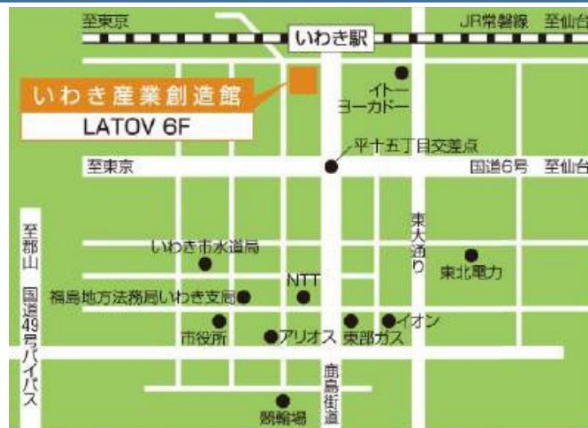 至東京
JR常磐線 至仙台
いわき駅
いわき産業創造館
LATOV 6F
イトー
ヨーカドー
平十五丁目交差点
至東京
国道6号 至仙台
至郡山 国道49号バイパス
東大通り
いわき市水道局
東北電力
NTT
福島地方法務局いわき支局
市役所
アリオス
東部ガス
イオン
鹿島街道
競輪場